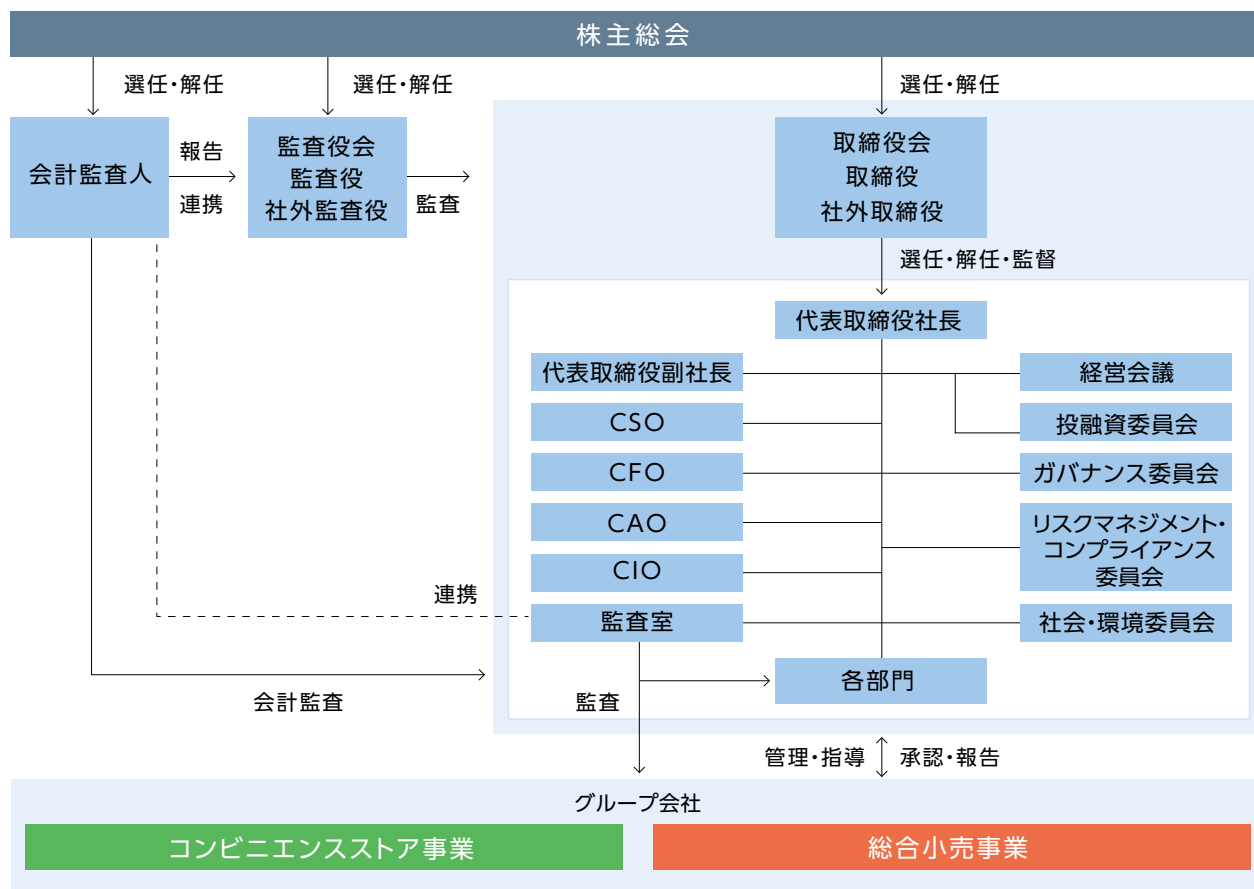 株主総会
選任・解任
選任・解任
選任・解任
会計監査人
報告
連携
監査役会
監査役
社外監査役
監査
取締役会
取締役
社外取締役
選任・解任・監督
代表取締役社長
代表取締役副社長
経営会議
CSO
投融資委員会
CFO
ガバナンス委員会
CAO
リスクマネジメント・
コンプライアンス
委員会
CIO
連携
監査室
社会・環境委員会
各部門
会計監査
監査
管理・指導
承認・報告
グループ会社
コンビニエンスストア事業
総合小売事業